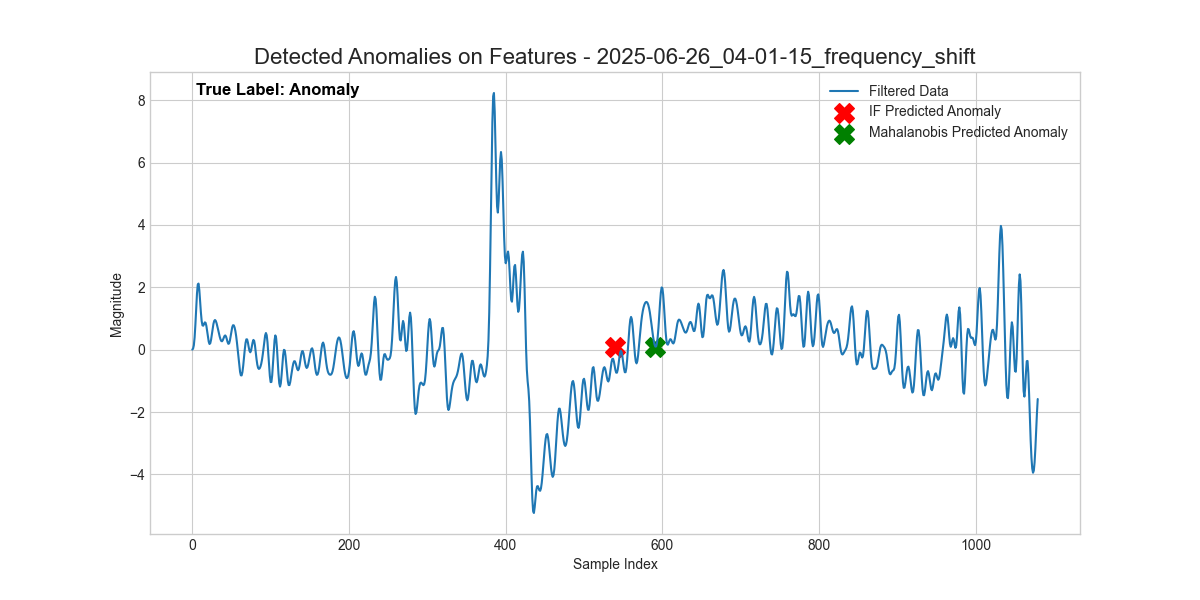 Detected Anomalies on Features - 2025-06-26_04-01-15_frequency_shift
True Label: Anomaly
Filtered Data
IF Predicted Anomaly
Mahalanobis Predicted Anomaly
Magnitude
8
6
4
2
0
−2
−4
0 200 400 600 800 1000
Sample Index